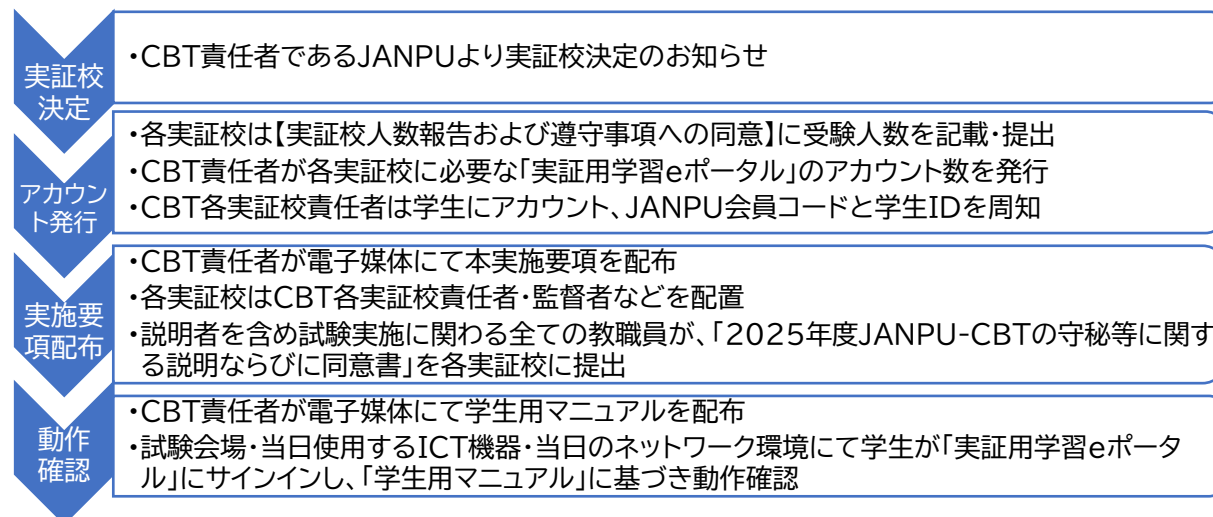 実証校
決定
・CBT責任者であるJANPUより実証校決定のお知らせ
アカウン
ト発行
・各実証校は【実証校人数報告および遵守事項への同意】に受験人数を記載・提出
・CBT責任者が各実証校に必要な「実証用学習eポータル」のアカウント数を発行
・CBT各実証校責任者は学生にアカウント、JANPU会員コードと学生IDを周知
実施要
項配布
・CBT責任者が電子媒体にて本実施要項を配布
・各実証校はCBT各実証校責任者・監督者などを配置
・説明者を含め試験実施に関わる全ての教職員が、「2025年度JANPU-CBTの守秘等に関す
る説明ならびに同意書」を各実証校に提出
動作
確認
・CBT責任者が電子媒体にて学生用マニュアルを配布
・試験会場・当日使用するICT機器・当日のネットワーク環境にて学生が「実証用学習eポータ
ル」にサインインし、「学生用マニュアル」に基づき動作確認